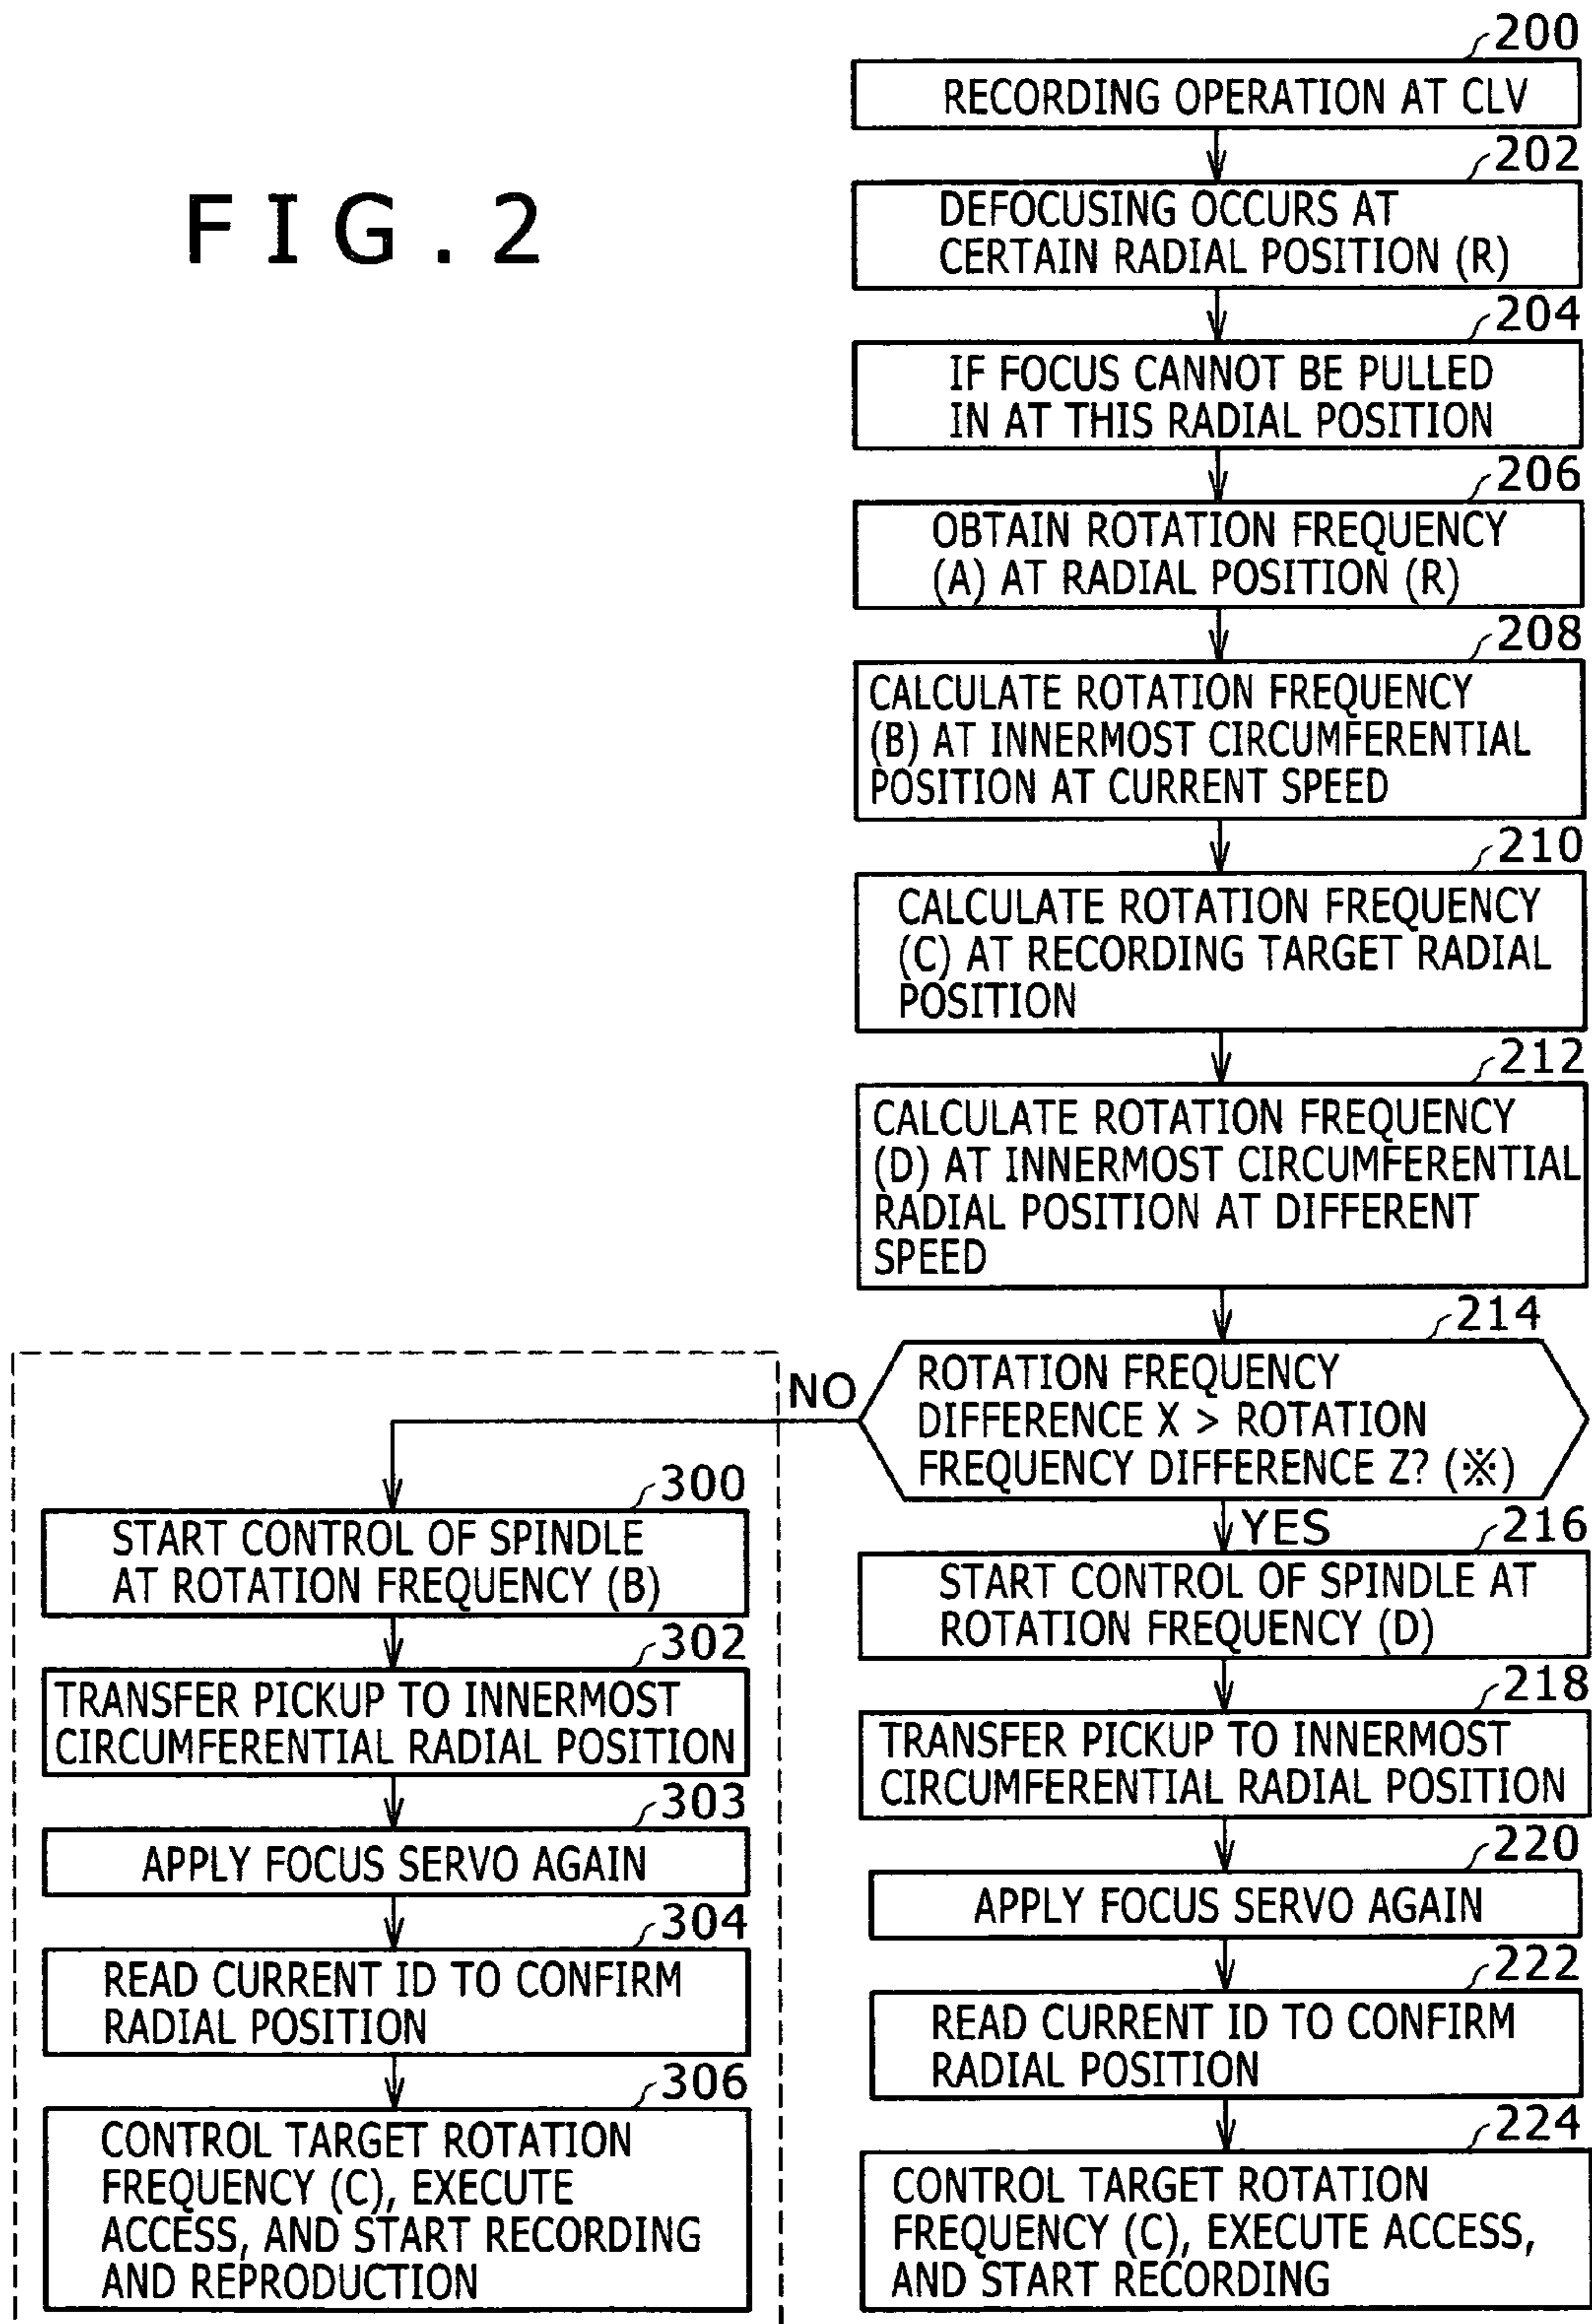 FIG.2
200
RECORDING OPERATION AT CLV
202
DEFOCUSING OCCURS AT
CERTAIN RADIAL POSITION (R)
204
IF FOCUS CANNOT BE PULLED
IN AT THIS RADIAL POSITION
206
OBTAIN ROTATION FREQUENCY
(A) AT RADIAL POSITION (R)
208
CALCULATE ROTATION FREQUENCY
(B) AT INNERMOST CIRCUMFERENTIAL
POSITION AT CURRENT SPEED
210
CALCULATE ROTATION FREQUENCY
(C) AT RECORDING TARGET RADIAL
POSITION
212
CALCULATE ROTATION FREQUENCY
(D) AT INNERMOST CIRCUMFERENTIAL
RADIAL POSITION AT DIFFERENT
SPEED
214
ROTATION FREQUENCY
DIFFERENCE X > ROTATION
FREQUENCY DIFFERENCE Z? (※)
NO
300
START CONTROL OF SPINDLE
AT ROTATION FREQUENCY (B)
302
TRANSFER PICKUP TO INNERMOST
CIRCUMFERENTIAL RADIAL POSITION
303
APPLY FOCUS SERVO AGAIN
304
READ CURRENT ID TO CONFIRM
RADIAL POSITION
306
CONTROL TARGET ROTATION
FREQUENCY (C), EXECUTE
ACCESS, AND START RECORDING
AND REPRODUCTION
YES
216
START CONTROL OF SPINDLE AT
ROTATION FREQUENCY (D)
218
TRANSFER PICKUP TO INNERMOST
CIRCUMFERENTIAL RADIAL POSITION
220
APPLY FOCUS SERVO AGAIN
222
READ CURRENT ID TO CONFIRM
RADIAL POSITION
224
CONTROL TARGET ROTATION
FREQUENCY (C), EXECUTE ACCESS,
AND START RECORDING